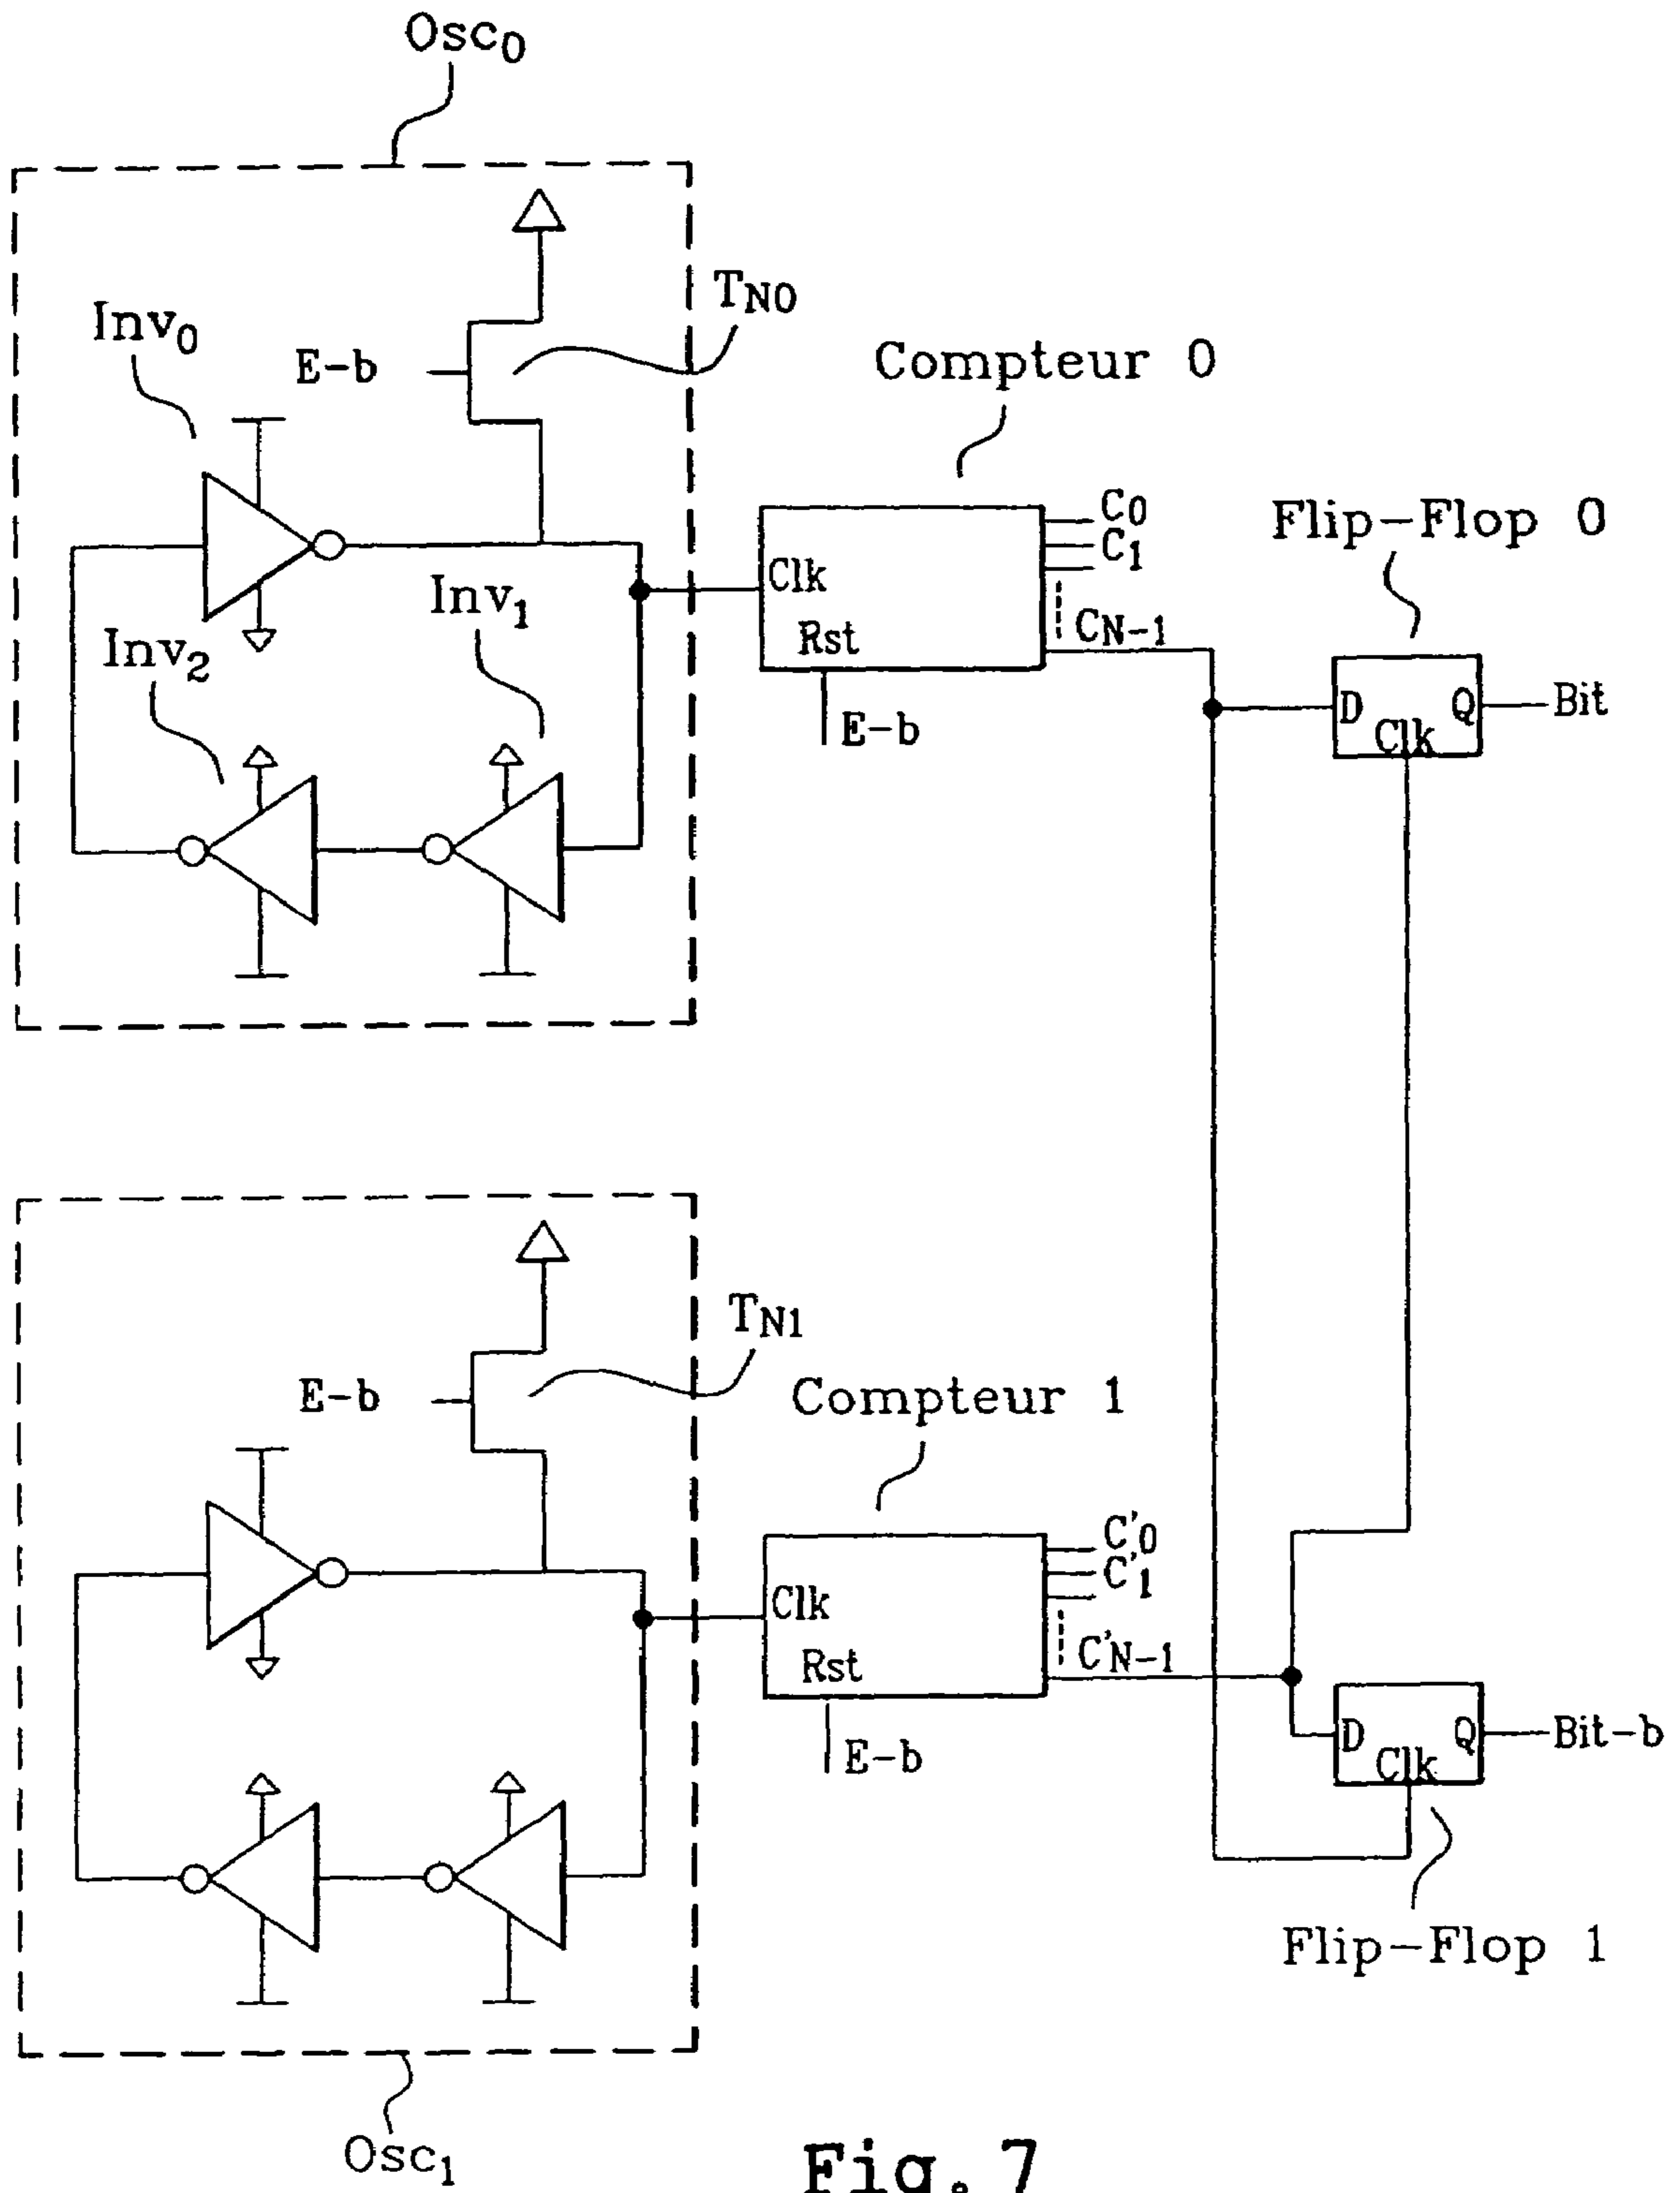 Osc0
TN0
Inv0
E-b
Compteur 0
C0
Flip-Flop 0
C1
Clk
Inv1
CN-1
Rst
Inv2
D Q Bit
Clk
E-b
TN1
E-b
Compteur 1
C'0
C'1
Clk
C'N-1
Rst
D Q Bit-b
E-b
Clk
Flip-Flop 1
Osc1
Fig. 7